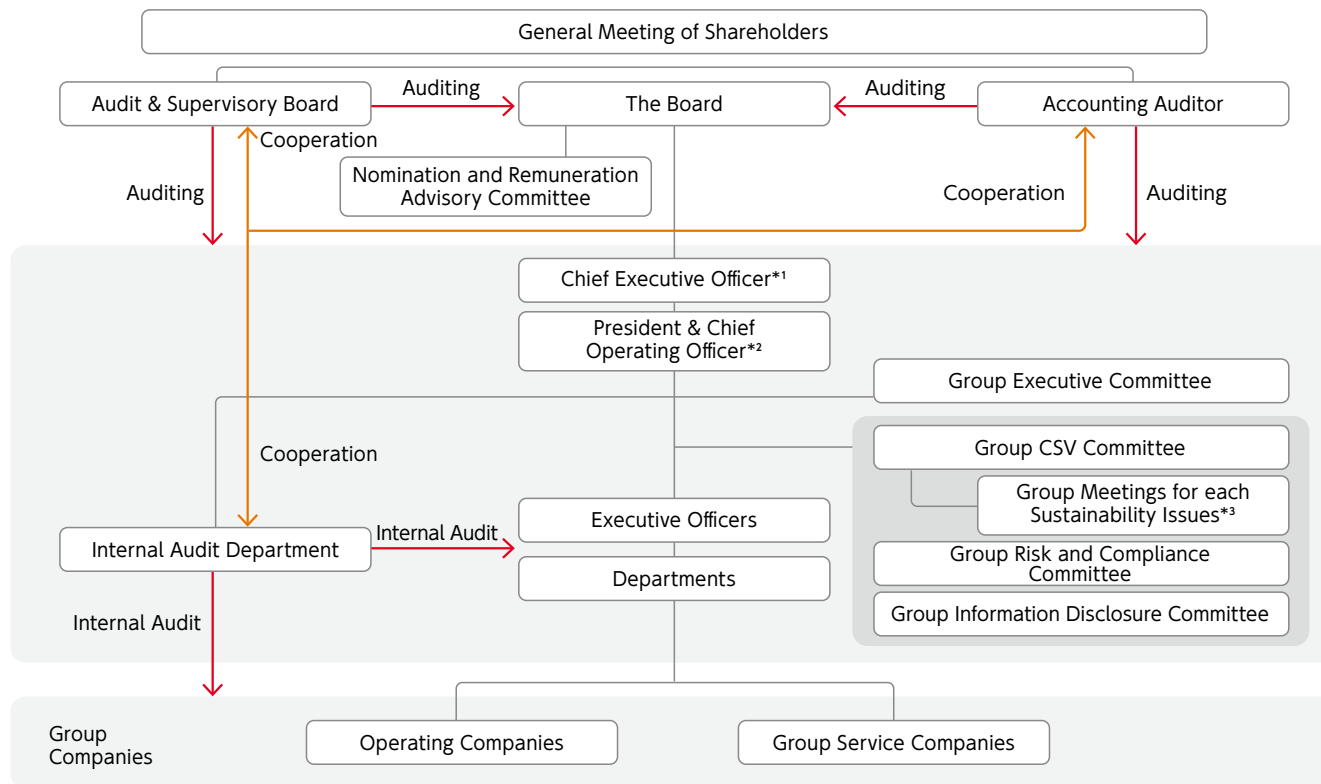 General Meeting of Shareholders
Audit & Supervisory Board
Auditing
The Board
Auditing
Accounting Auditor
Cooperation
Nomination and Remuneration
Advisory Committee
Auditing
Cooperation
Auditing
Chief Executive Officer*¹
President & Chief
Operating Officer*²
Group Executive Committee
Cooperation
Group CSV Committee
Group Meetings for each
Sustainability Issues*³
Executive Officers
Internal Audit Department
Internal Audit
Group Risk and Compliance
Committee
Departments
Group Information Disclosure Committee
Internal Audit
Group
Companies
Operating Companies
Group Service Companies